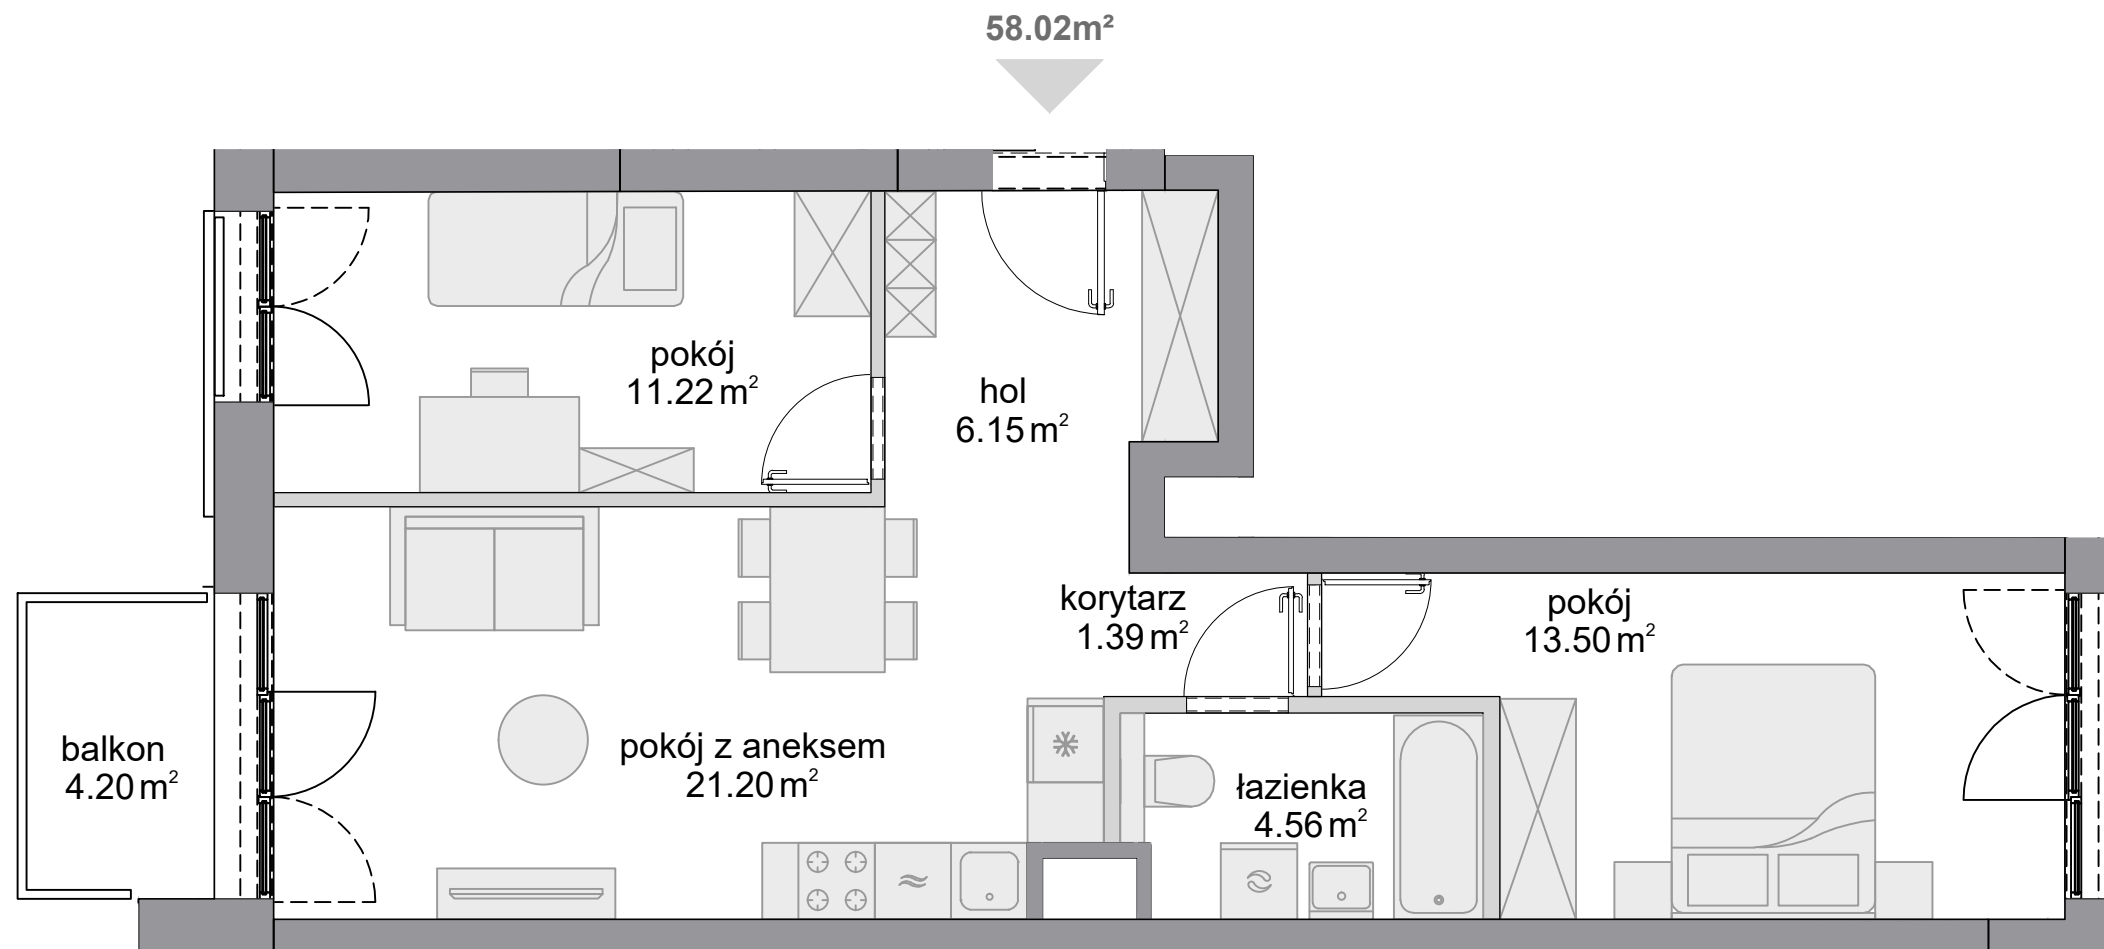 58.02m²
pokój
11.22 m²
hol
6.15 m²
korytarz
1.39 m²
pokój
13.50 m²
balkon
4.20 m²
pokój z aneksem
21.20 m²
łazienka
4.56 m²